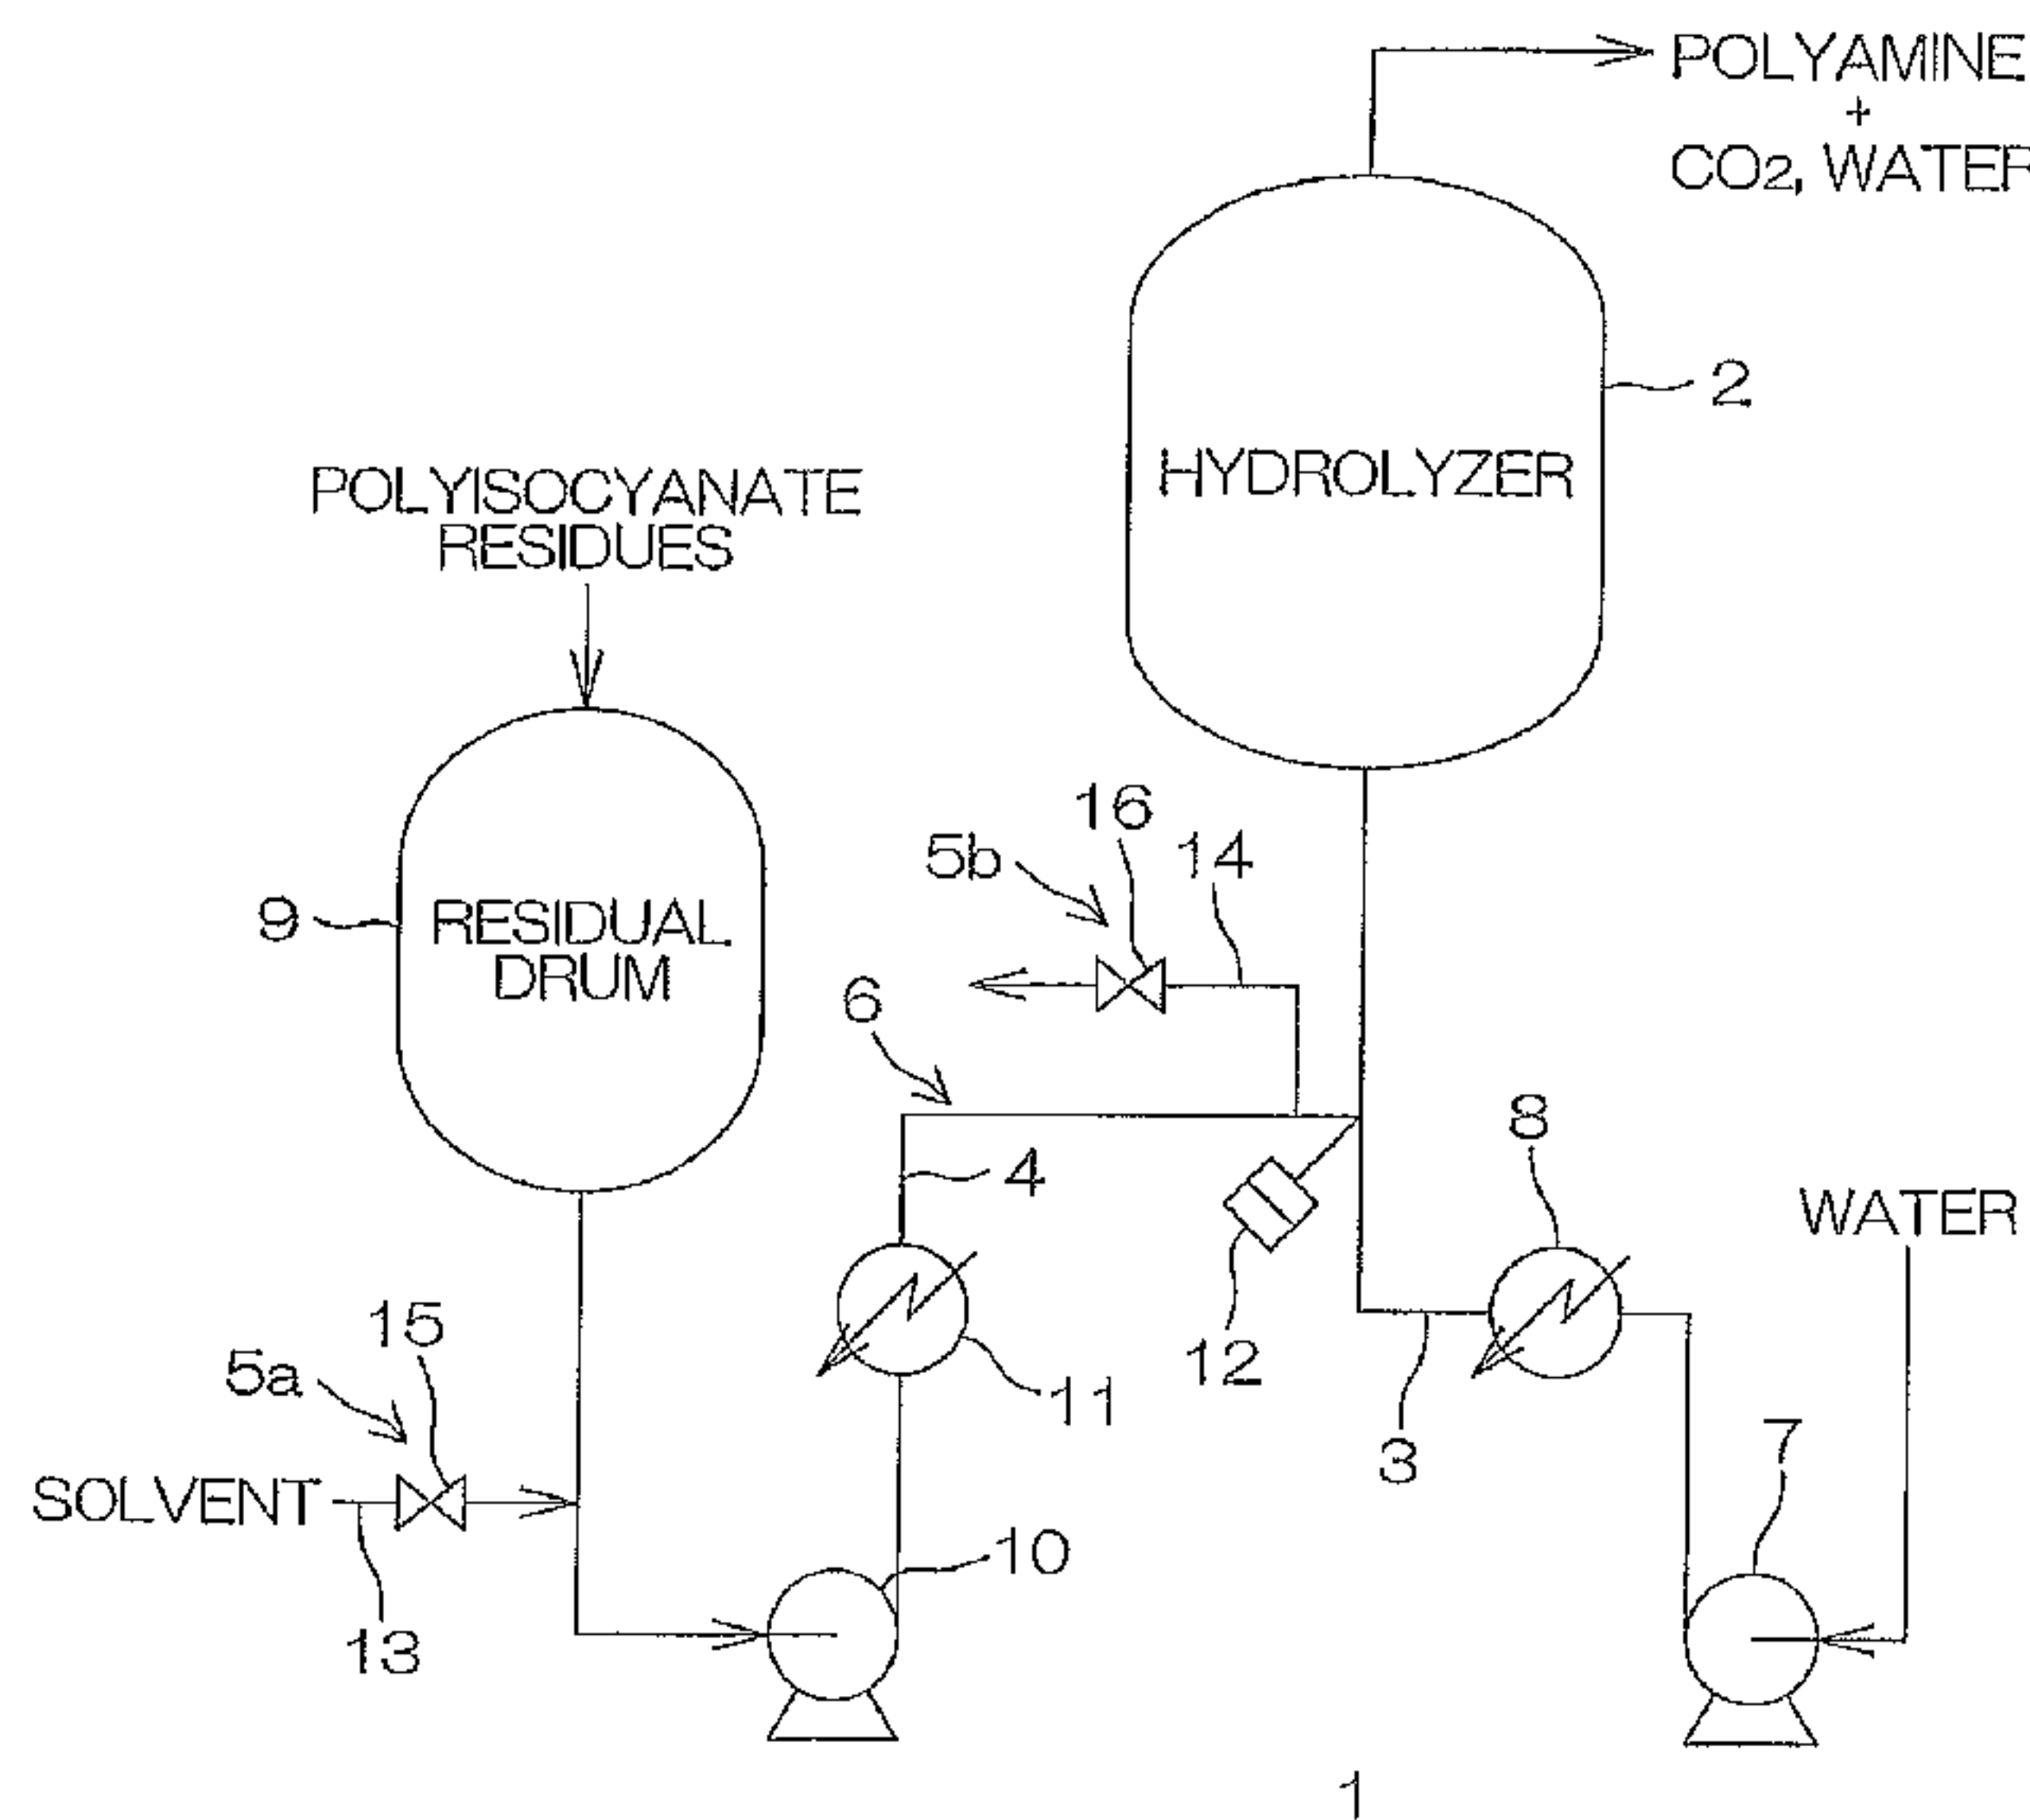 POLYAMINE
+
CO2, WATER
2
HYDROLYZER
POLYISOCYANATE
RESIDUES
16
5b
14
9
RESIDUAL
DRUM
6
8
4
WATER
12
15
5a
11
3
7
SOLVENT
10
13
1